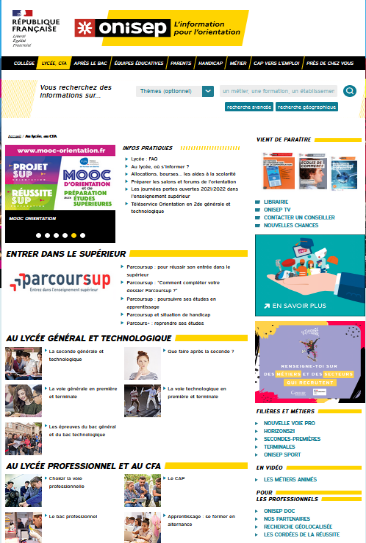 RÉPUBLIQUE
FRANÇAISE
Liberté
Égalité
Fraternité
onisep
L'information
pour l'orientation
COLLÈGE LYCÉE, CFA APRÈS LE BAC ÉQUIPES ÉDUCATIVES PARENTS HANDICAP MÉTIER CAP VERS L'EMPLOI PRÈS DE CHEZ VOUS
Vous recherchez des
informations sur...
Thèmes (optionnel)
un métier, une formation, un établissement
recherche avancée
recherche géographique
Accueil > Au lycée, au CFA
www.mooc-orientation.fr
PROJET
SUP
RÉUSSITE
SUP
MOOC
D'ORIENTATION
ET DE
PRÉPARATION
AUX
ÉTUDES
SUPÉRIEURES
MOOC ORIENTATION
INFOS PRATIQUES
Lycée : FAQ
Au lycée, où s'informer ?
Allocations, bourses... les aides à la scolarité
Préparer les salons et forums de l'orientation
Les journées portes ouvertes 2021/2022 dans
l'enseignement supérieur
Téléservice Orientation en 2de générale et
technologique
ENTRER DANS LE SUPÉRIEUR
parcoursup
Entrez dans l'enseignement supérieur
Parcoursup : pour réussir son entrée dans le
supérieur
Parcoursup : "Comment compléter votre
dossier Parcoursup ?"
Parcoursup : poursuivre ses études en
apprentissage
Parcoursup et situation de handicap
Parcours+ : reprendre ses études
AU LYCÉE GÉNÉRAL ET TECHNOLOGIQUE
La seconde générale et
technologique
Que faire après la seconde ?
La voie générale en première
et terminale
La voie technologique en
première et terminale
Les épreuves du bac général
et du bac technologique
AU LYCÉE PROFESSIONNEL ET AU CFA
Choisir la voie
professionnelle
Le CAP
Le bac professionnel
Apprentissage : se former en
alternance
VIENT DE PARAÎTRE
LIBRAIRIE
ONISEP TV
CONTACTER UN CONSEILLER
NOUVELLES CHANCES
EN SAVOIR PLUS
RENSEIGNE-TOI SUR
DES MÉTIERS ET DES SECTEURS
QUI RECRUTENT
FILIÈRES ET MÉTIERS
NOUVELLE VOIE PRO
HORIZONS21
SECONDES-PREMIÈRES
TERMINALES
ONISEP SPORT
EN VIDÉO
LES MÉTIERS ANIMÉS
POUR
LES PROFESSIONNELS
ONISEP DOC
NOS PARTENAIRES
RECHERCHE GÉOLOCALISÉE
LES CORDÉES DE LA RÉUSSITE